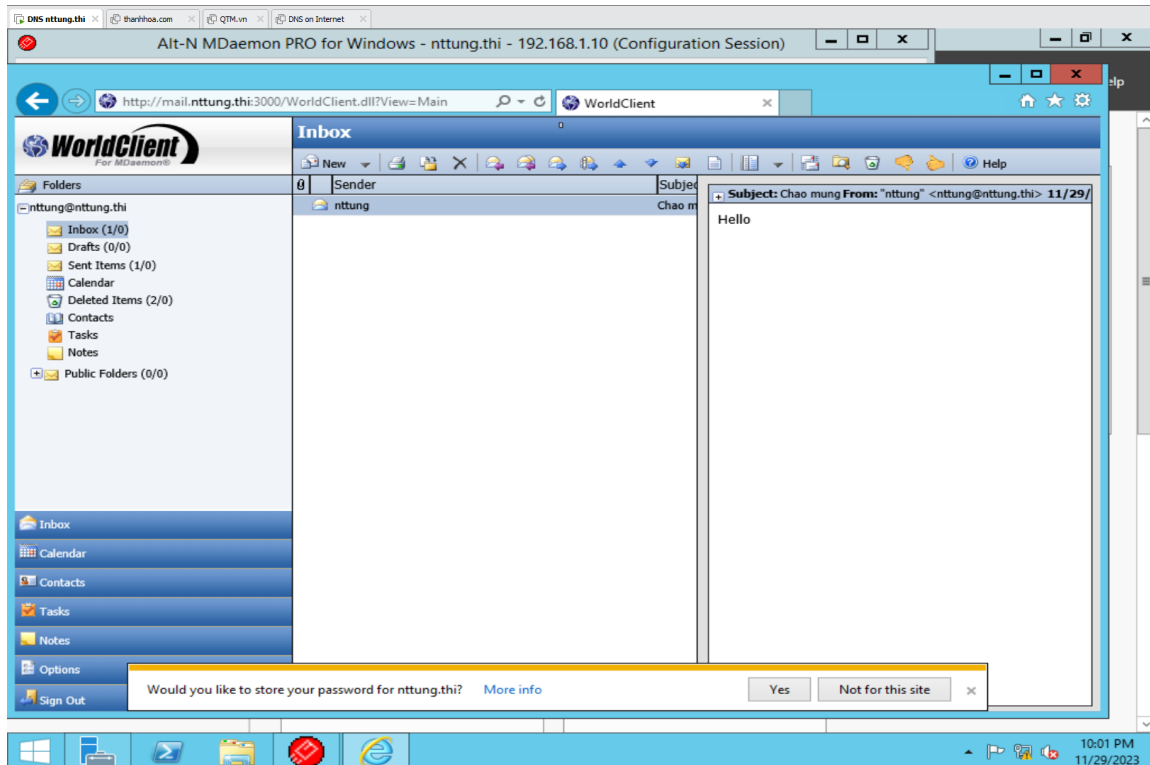 DNS nttung.thi
thanhhoa.com
QTM.vn
DNS on Internet
Alt-N MDaemon PRO for Windows - nttung.thi - 192.168.1.10 (Configuration Session)
elp
http://mail.nttung.thi:3000/WorldClient.dll?View=Main
WorldClient
WorldClient
For MDaemon®
Inbox
New
Help
Folders
Sender
Subjec
nttung@nttung.thi
nttung
Chao m
Subject: Chao mung From: "nttung" <nttung@nttung.thi> 11/29/
Hello
Inbox (1/0)
Drafts (0/0)
Sent Items (1/0)
Calendar
Deleted Items (2/0)
Contacts
Tasks
Notes
Public Folders (0/0)
Inbox
Calendar
Contacts
Tasks
Notes
Options
Sign Out
Would you like to store your password for nttung.thi? More info
Yes
Not for this site
10:01 PM
11/29/2023